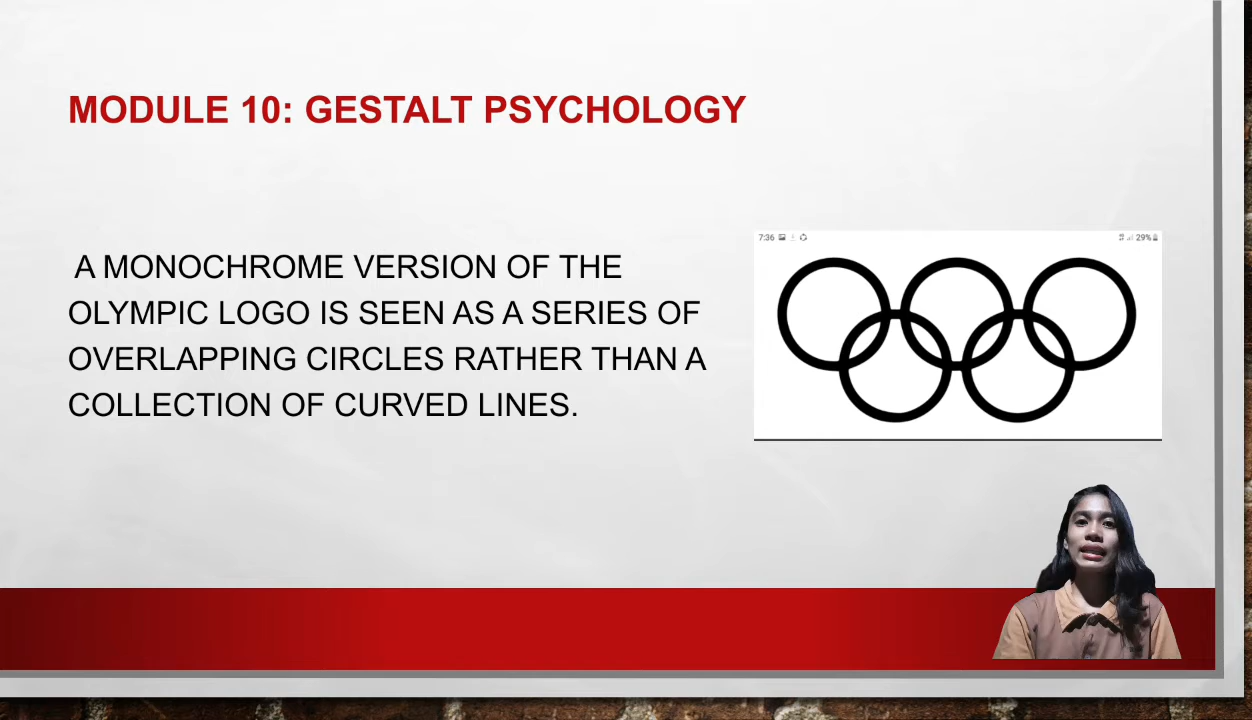 MODULE 10: GESTALT PSYCHOLOGY
A MONOCHROME VERSION OF THE
OLYMPIC LOGO IS SEEN AS A SERIES OF
OVERLAPPING CIRCLES RATHER THAN A
COLLECTION OF CURVED LINES.
7:36
29%